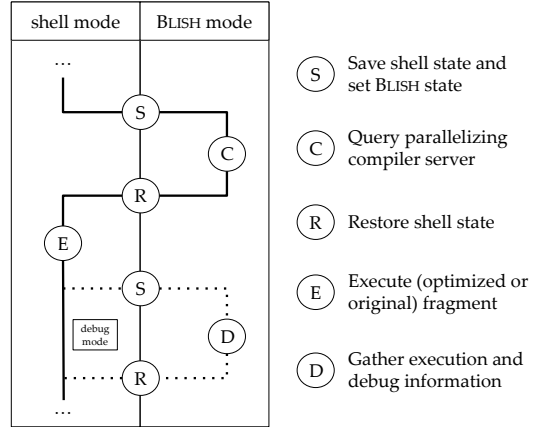 shell mode
BLISH mode
...
S
C
R
E
S
debug
mode
D
R
...
S
Save shell state and
set BLISH state
C
Query parallelizing
compiler server
R
Restore shell state
E
Execute (optimized or
original) fragment
D
Gather execution and
debug information